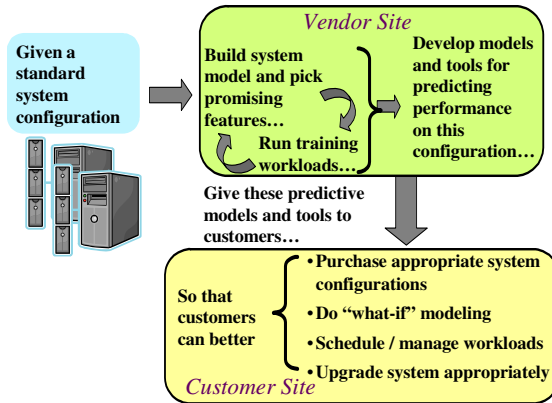 Given a
standard
system
configuration
Vendor Site
Build system
model and pick
promising
features…
Run training
workloads…
Develop models
and tools for
predicting
performance
on this
configuration…
Give these predictive
models and tools to
customers…
So that
customers
can better
• Purchase appropriate system
configurations
• Do “what-if” modeling
• Schedule / manage workloads
• Upgrade system appropriately
Customer Site